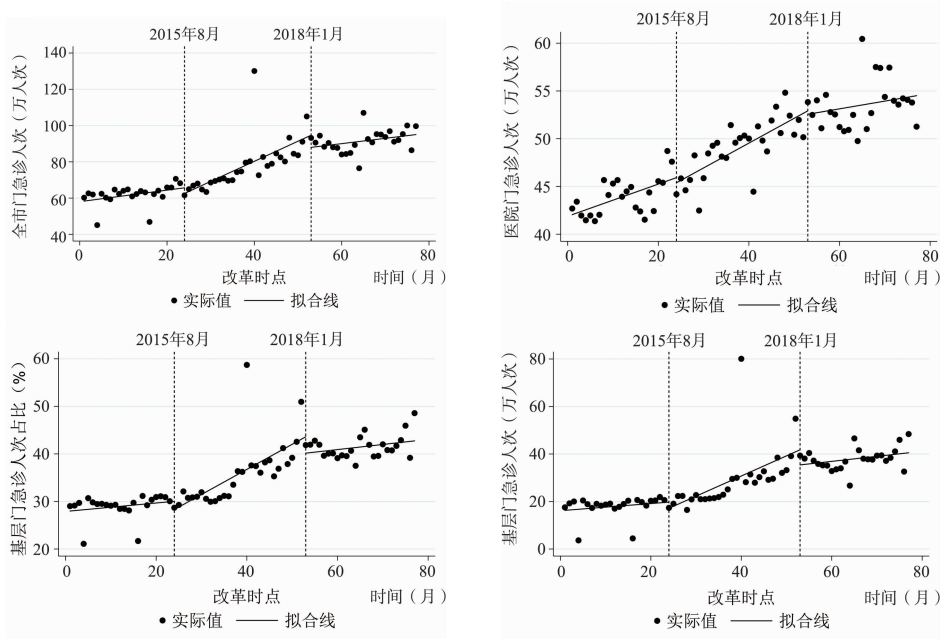 2015年8月 2018年1月
全市门急诊人次（万人次）
140
120
100
80
60
40
0 20 40 60 80
改革时点 时间（月）
● 实际值 —— 拟合线
2015年8月 2018年1月
医院门急诊人次（万人次）
60
55
50
45
40
0 20 40 60 80
改革时点 时间（月）
● 实际值 —— 拟合线
2015年8月 2018年1月
基层门急诊人次占比（%）
60
50
40
30
20
0 20 40 60 80
改革时点 时间（月）
● 实际值 —— 拟合线
2015年8月 2018年1月
基层门急诊人次（万人次）
80
60
40
20
0
0 20 40 60 80
改革时点 时间（月）
● 实际值 —— 拟合线